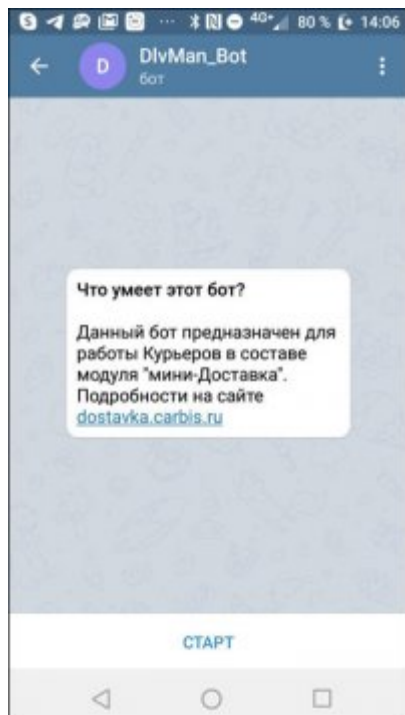 4G+ 80 % 14:06
D DlvMan_Bot
бот
Что умеет этот бот?
Данный бот предназначен для
работы Курьеров в составе
модуля "мини-Доставка".
Подробности на сайте
dostavka.carbis.ru
СТАРТ